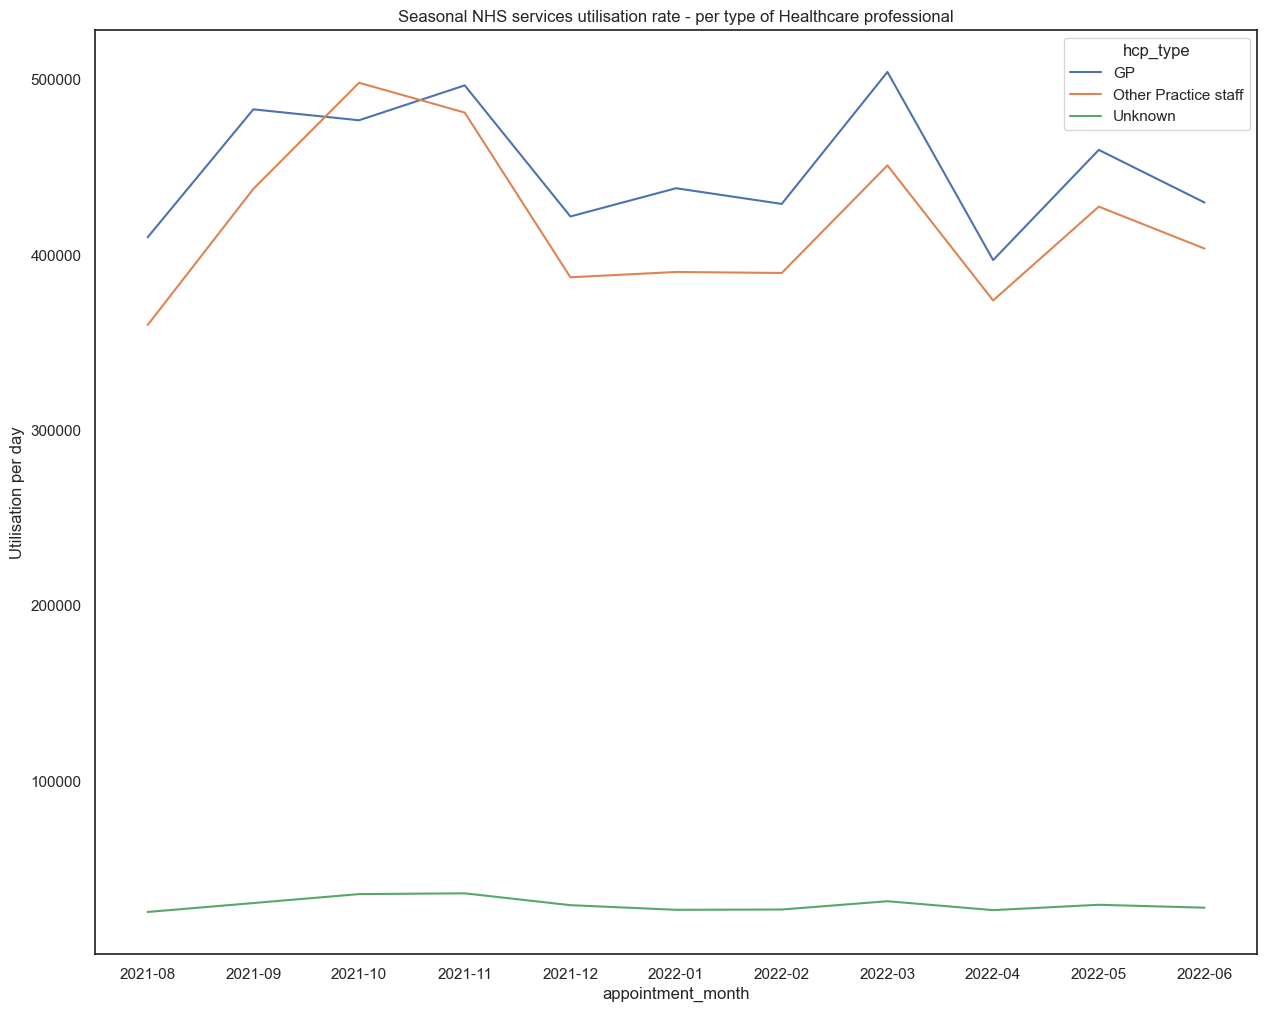 Seasonal NHS services utilisation rate - per type of Healthcare professional
hcp_type
GP
Other Practice staff
Unknown
500000
400000
300000
200000
100000
Utilisation per day
2021-08 2021-09 2021-10 2021-11 2021-12 2022-01 2022-02 2022-03 2022-04 2022-05 2022-06
appointment_month